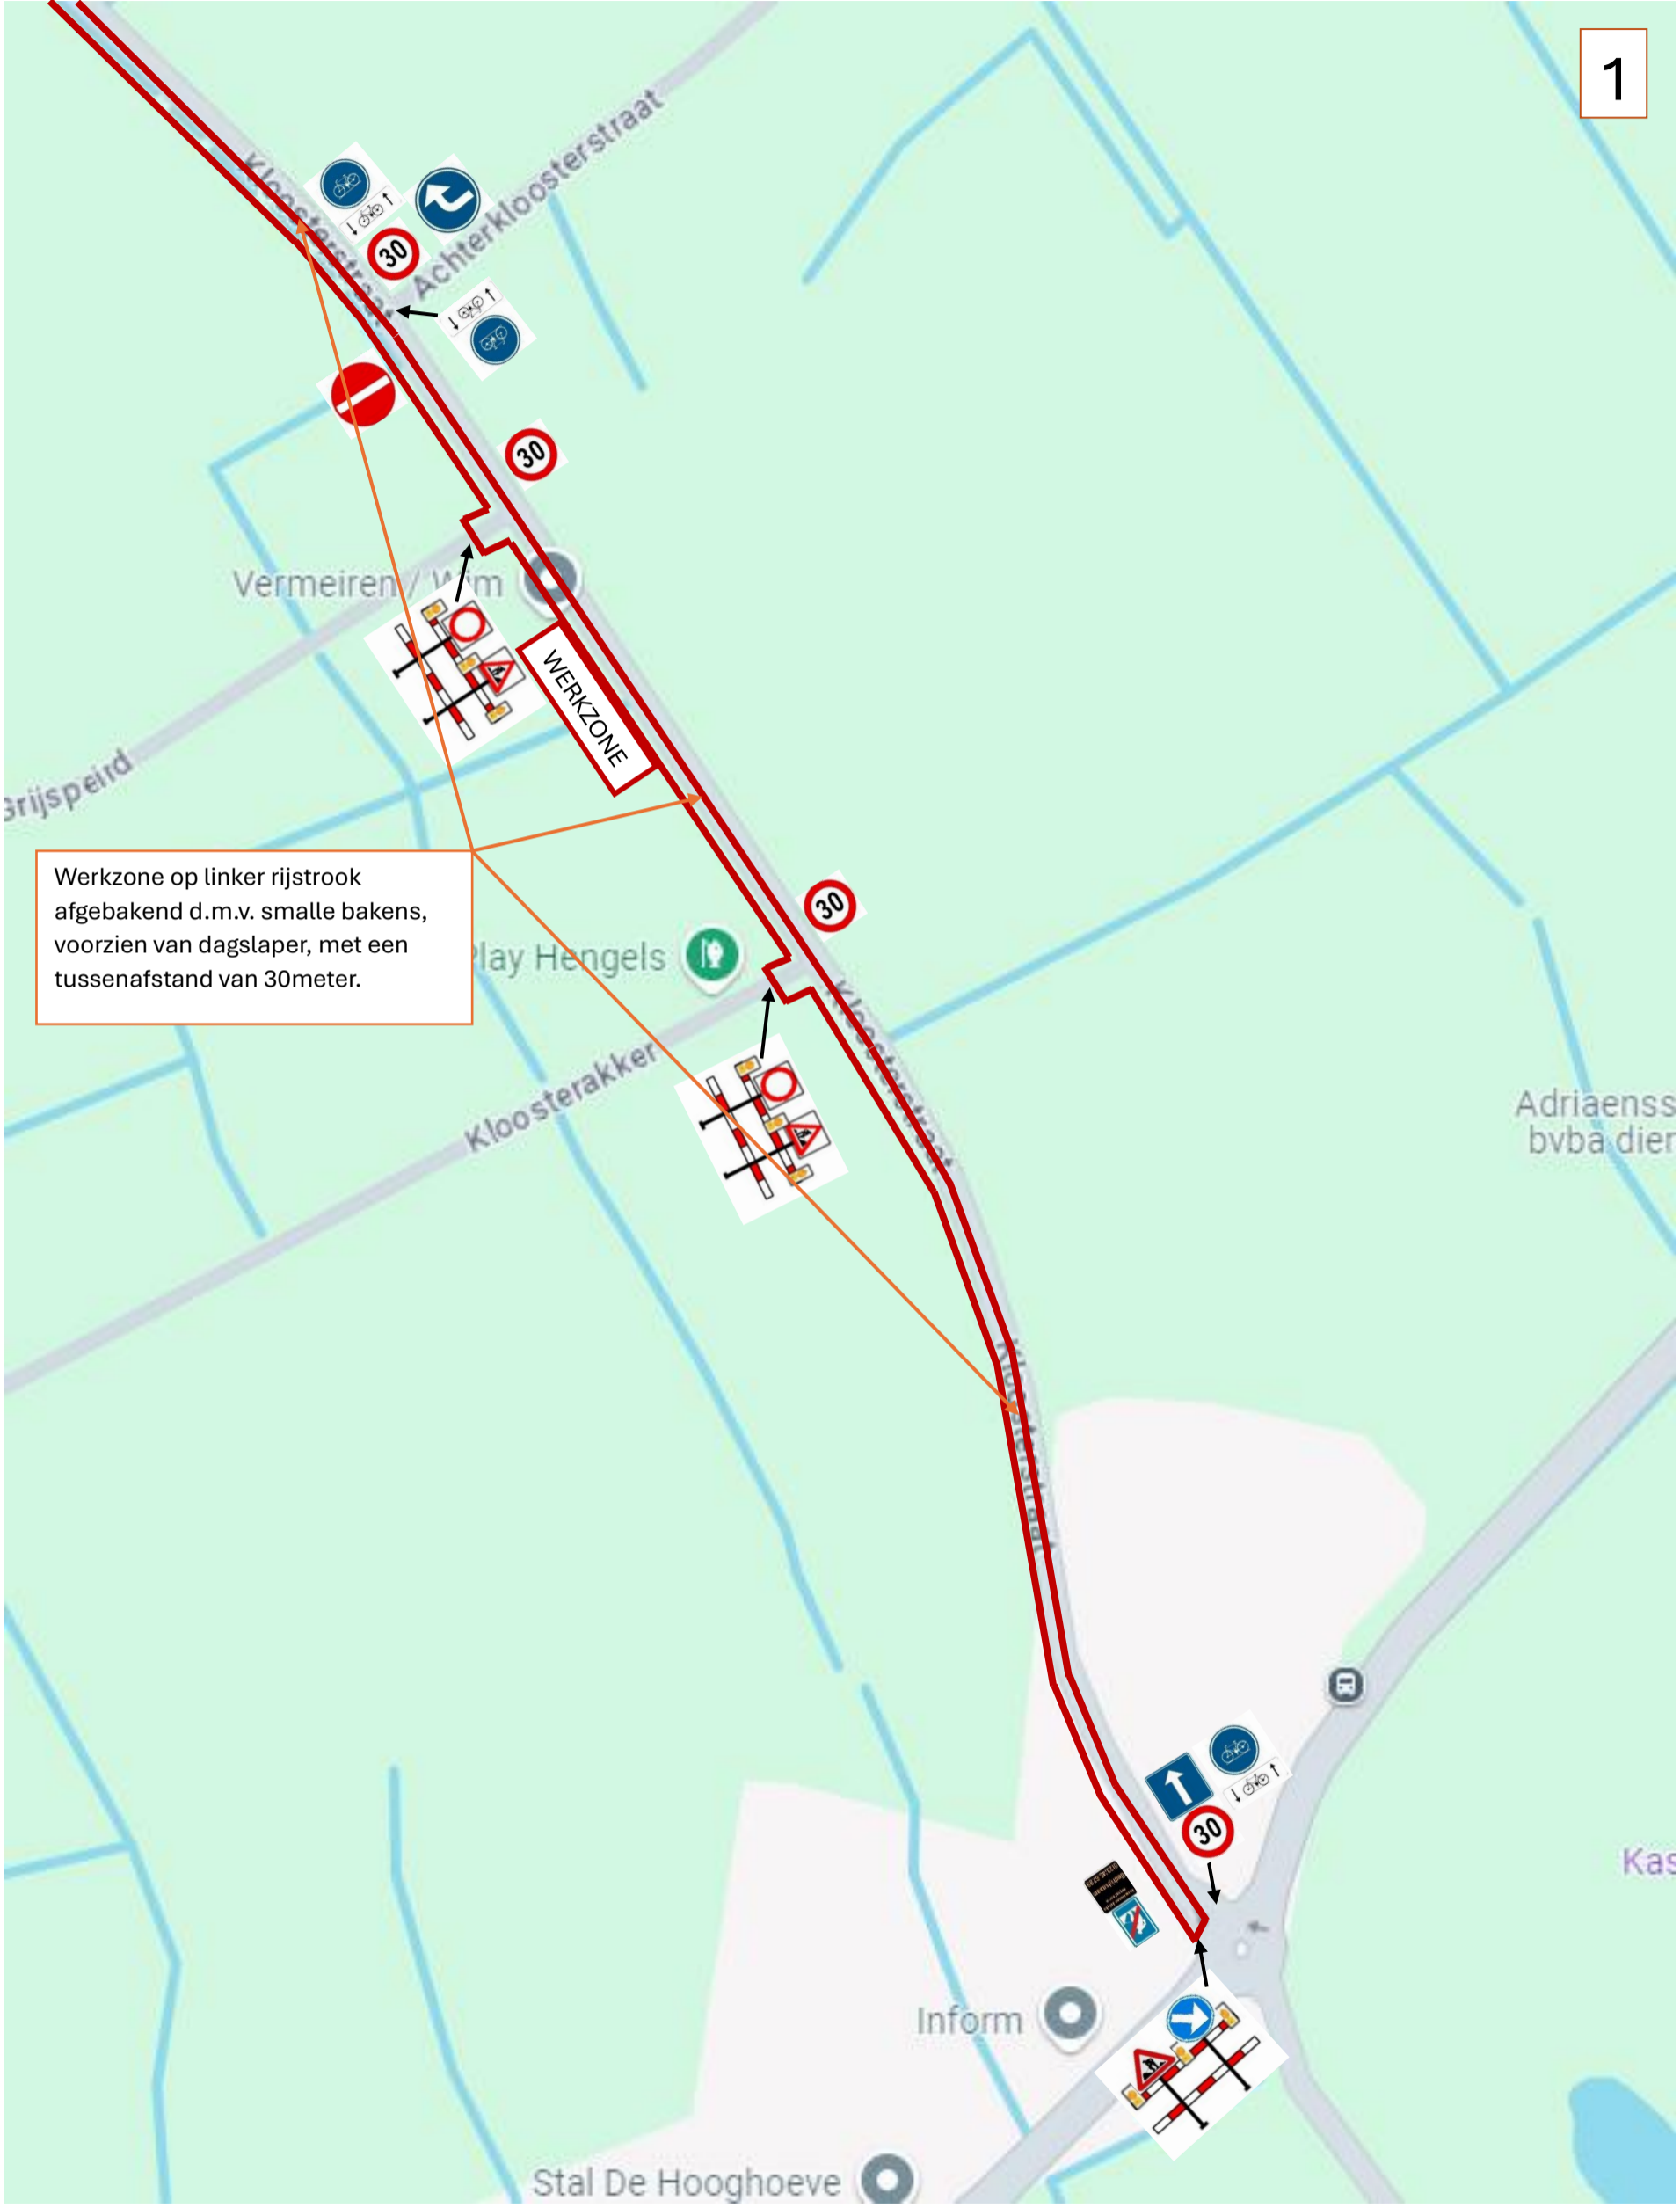 1
Kloosterstraat
Achterkloosterstraat
30
30
Vermeiren / Wim
WERKZONE
Grijspeird
Werkzone op linker rijstrook
afgebakend d.m.v. smalle bakens,
voorzien van dagslaper, met een
tussenafstand van 30meter.
30
Play Hengels
Kloosterstraat
Kloosterakker
Adriaenss
bvba dier
Kloosterstraat
30
Kas
Inform
Stal De Hooghoeve